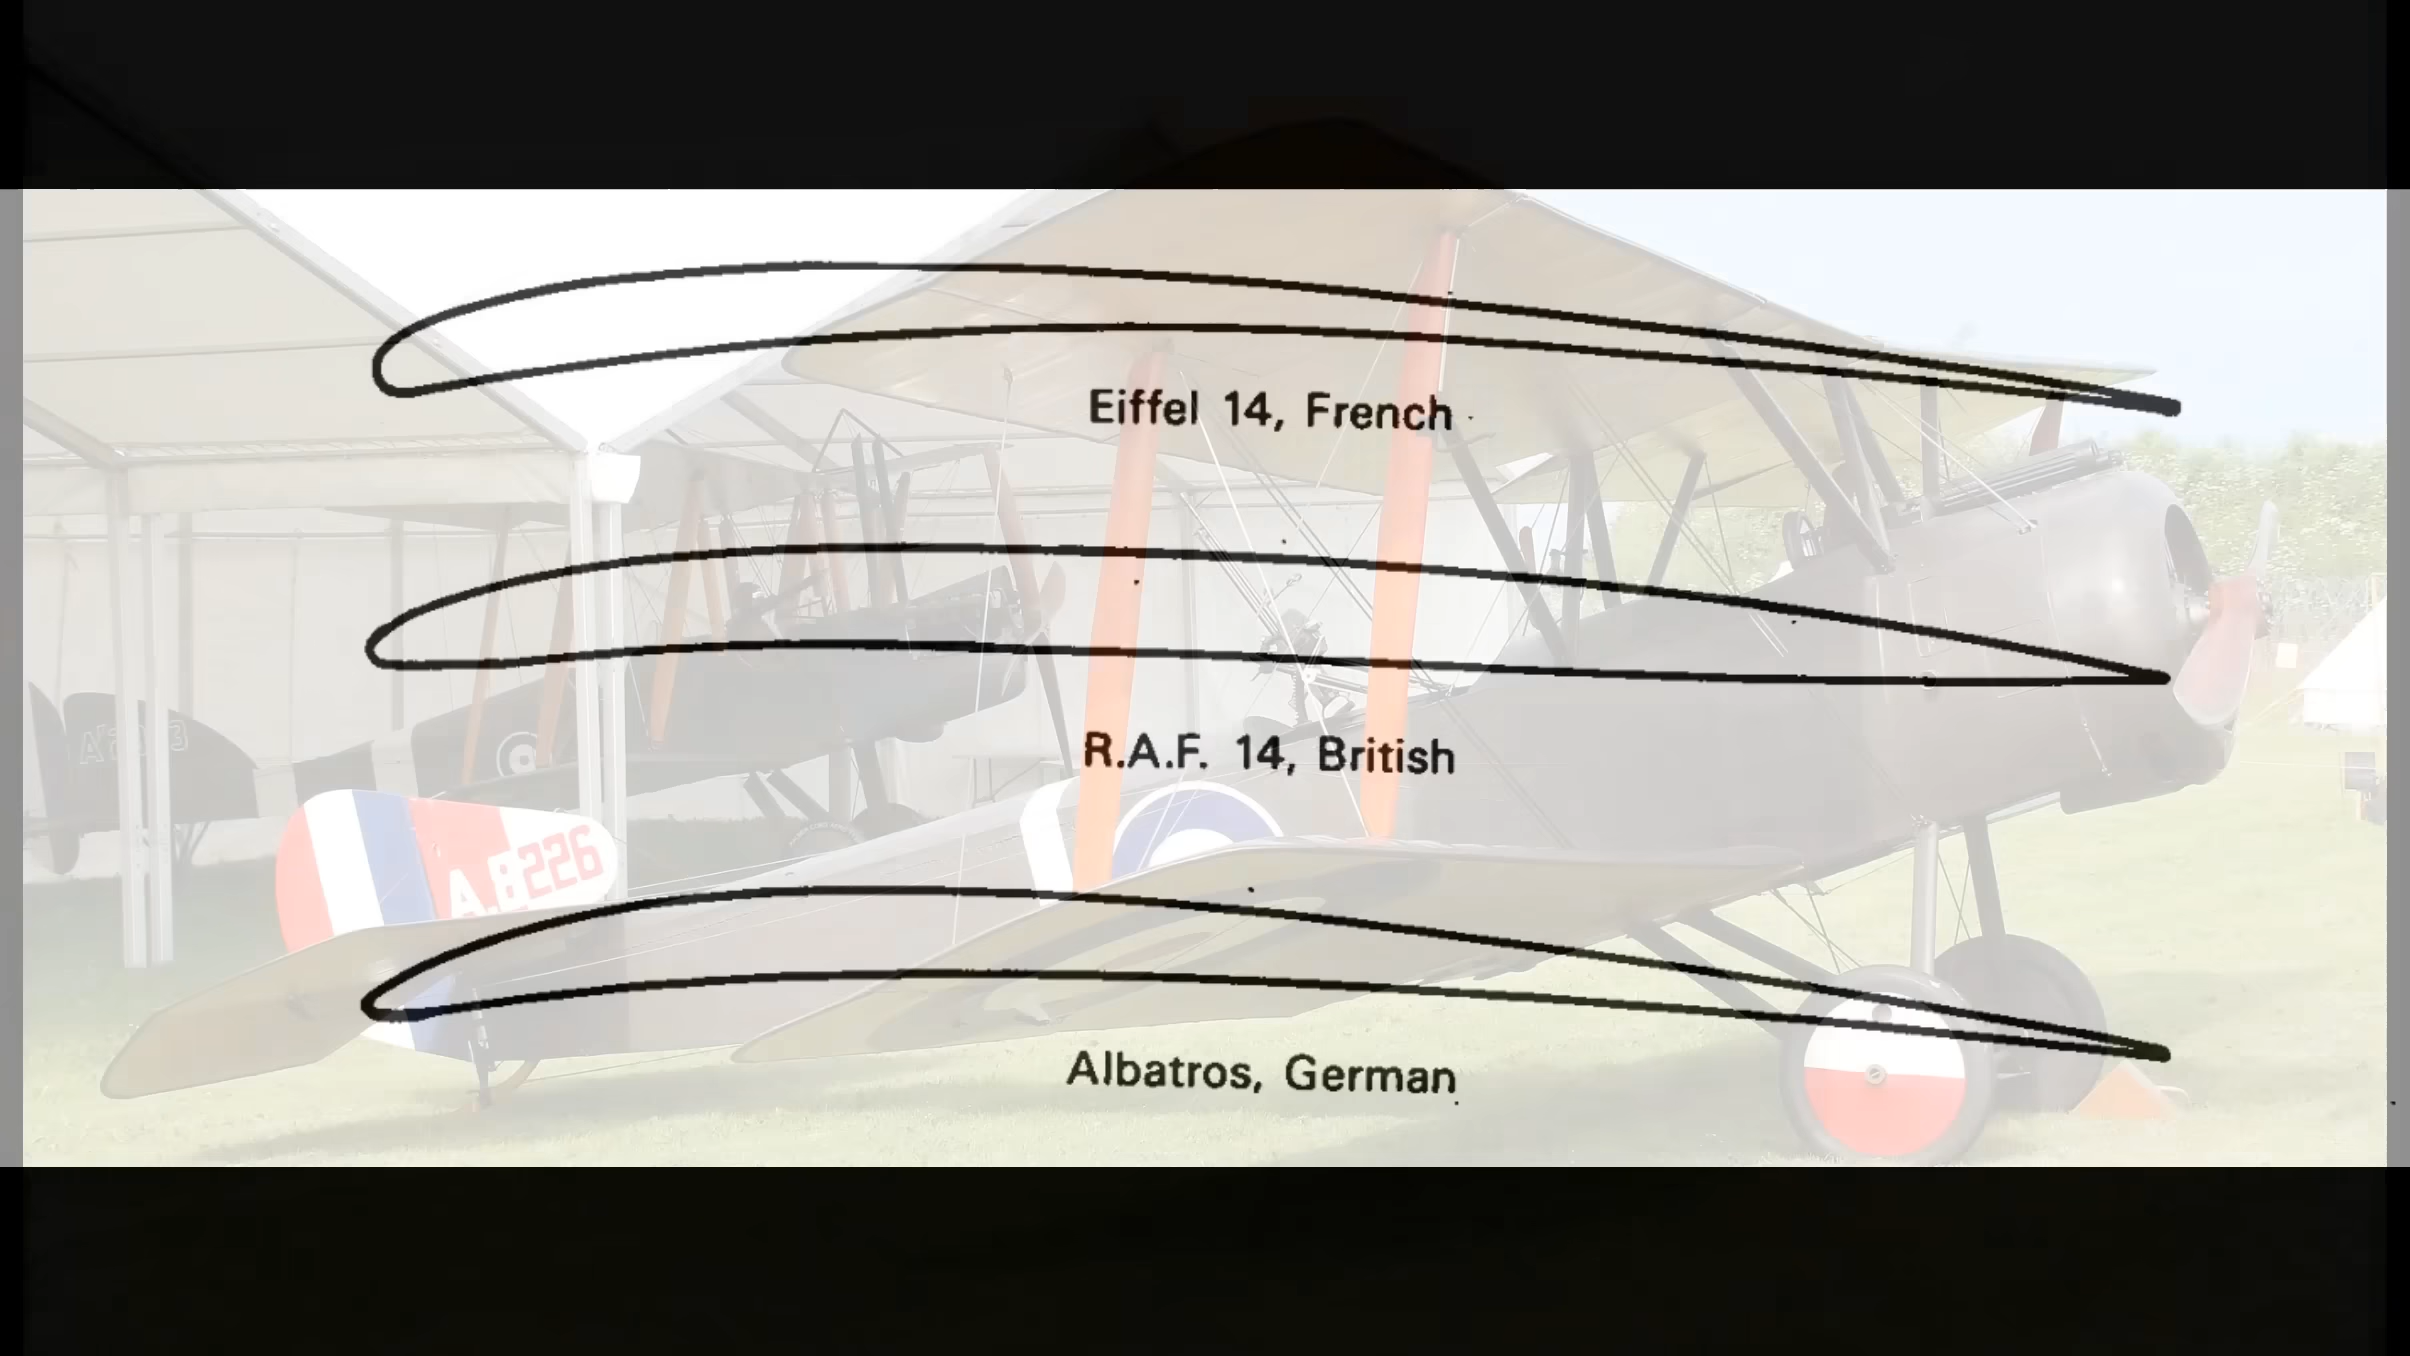 Eiffel 14, French
R.A.F. 14, British
Albatros, German